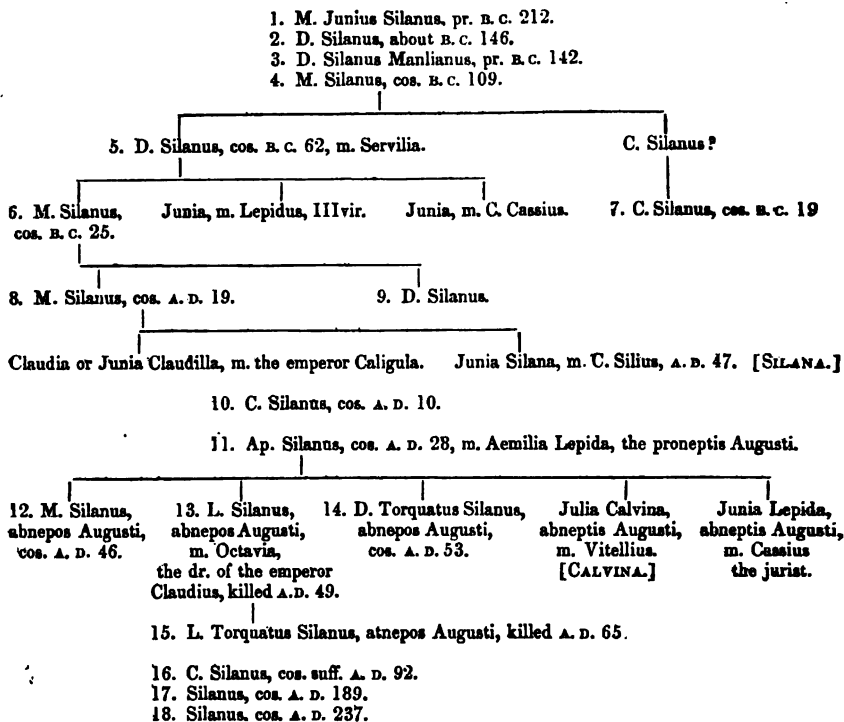 1. M. Junius Silanus, pr. B. C. 212.
2. D. Silanus, about B. C. 146.
3. D. Silanus Manlianus, pr. B. C. 142.
4. M. Silanus, cos. B. C. 109.
5. D. Silanus, cos. B. C. 62, m. Servilia.
C. Silanus?
6. M. Silanus,
cos. B. C. 25.
Junia, m. Lepidus, IIIvir.
Junia, m. C. Cassius.
7. C. Silanus, cos. B. C. 19
8. M. Silanus, cos. A. D. 19.
9. D. Silanus.
Claudia or Junia Claudilla, m. the emperor Caligula.
Junia Silana, m. C. Silius, A. D. 47. [SILANA.]
10. C. Silanus, cos. A. D. 10.
11. Ap. Silanus, cos. A. D. 28, m. Aemilia Lepida, the proneptis Augusti.
12. M. Silanus,
abnepos Augusti,
cos. A. D. 46.
13. L. Silanus,
abnepos Augusti,
m. Octavia,
the dr. of the emperor
Claudius, killed A.D. 49.
14. D. Torquatus Silanus,
abnepos Augusti,
cos. A. D. 53.
Julia Calvina,
abneptis Augusti,
m. Vitellius.
[CALVINA.]
Junia Lepida,
abneptis Augusti,
m. Cassius
the jurist.
15. L. Torquatus Silanus, atnepos Augusti, killed A. D. 65.
16. C. Silanus, cos. suff. A. D. 92.
17. Silanus, cos. A. D. 189.
18. Silanus, cos. A. D. 237.